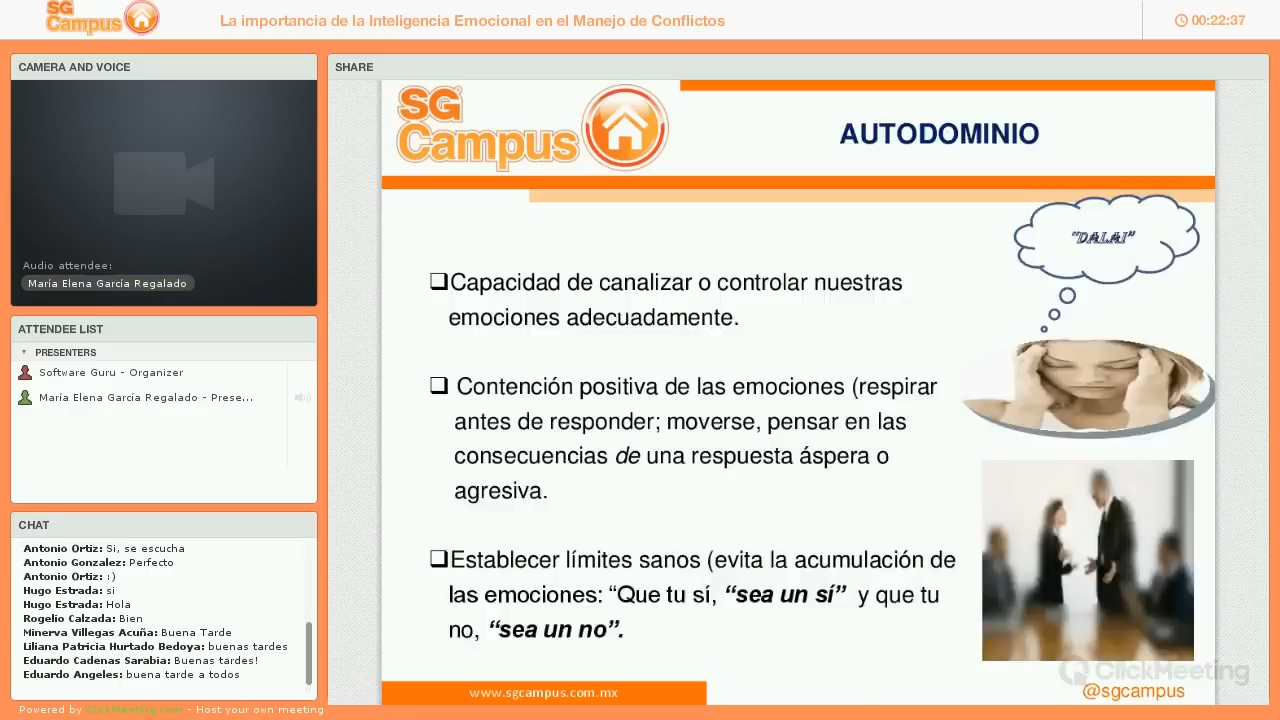 SG
Campus
La importancia de la Inteligencia Emocional en el Manejo de Conflictos
00:22:37
CAMERA AND VOICE
Audio attendee:
María Elena García Regalado
ATTENDEE LIST
PRESENTERS
Software Guru - Organizer
María Elena García Regalado - Prese...
CHAT
Antonio Ortiz: Si, se escucha
Antonio Gonzalez: Perfecto
Antonio Ortiz: :)
Hugo Estrada: si
Hugo Estrada: Hola
Rogelio Calzada: Bien
Minerva Villegas Acuña: Buena Tarde
Liliana Patricia Hurtado Bedoya: buenas tardes
Eduardo Cadenas Sarabia: Buenas tardes!
Eduardo Angeles: buena tarde a todos
Powered by ClickMeeting.com - Host your own meeting
SHARE
SG
Campus
AUTODOMINIO
"DALAI"
Capacidad de canalizar o controlar nuestras
emociones adecuadamente.
Contención positiva de las emociones (respirar
antes de responder; moverse, pensar en las
consecuencias de una respuesta áspera o
agresiva.
Establecer límites sanos (evita la acumulación de
las emociones: “Que tu sí, “sea un sí” y que tu
no, “sea un no”.
www.sgcampus.com.mx
ClickMeeting
@sgcampus